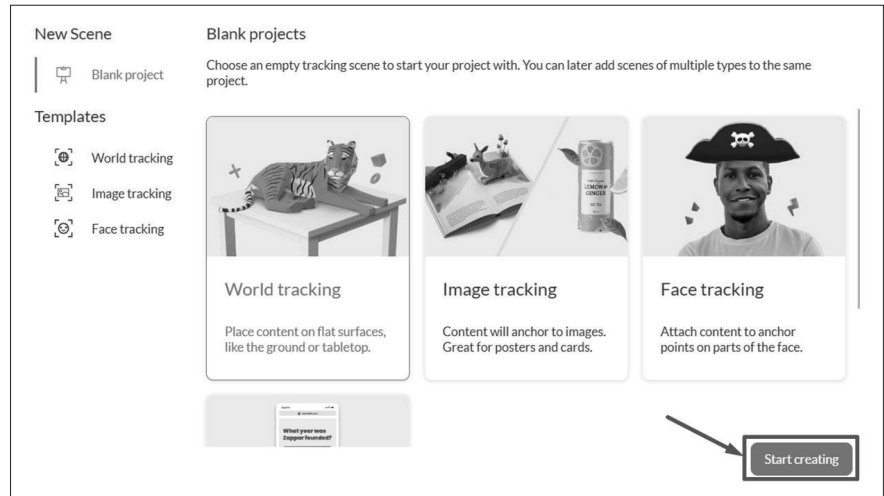 New Scene
Blank project
Templates
World tracking
Image tracking
Face tracking
Blank projects
Choose an empty tracking scene to start your project with. You can later add scenes of multiple types to the same
project.
LEMON+
GINGER
World tracking
Place content on flat surfaces,
like the ground or tabletop.
Image tracking
Content will anchor to images.
Great for posters and cards.
Face tracking
Attach content to anchor
points on parts of the face.
What year was
Zappar founded?
Start creating